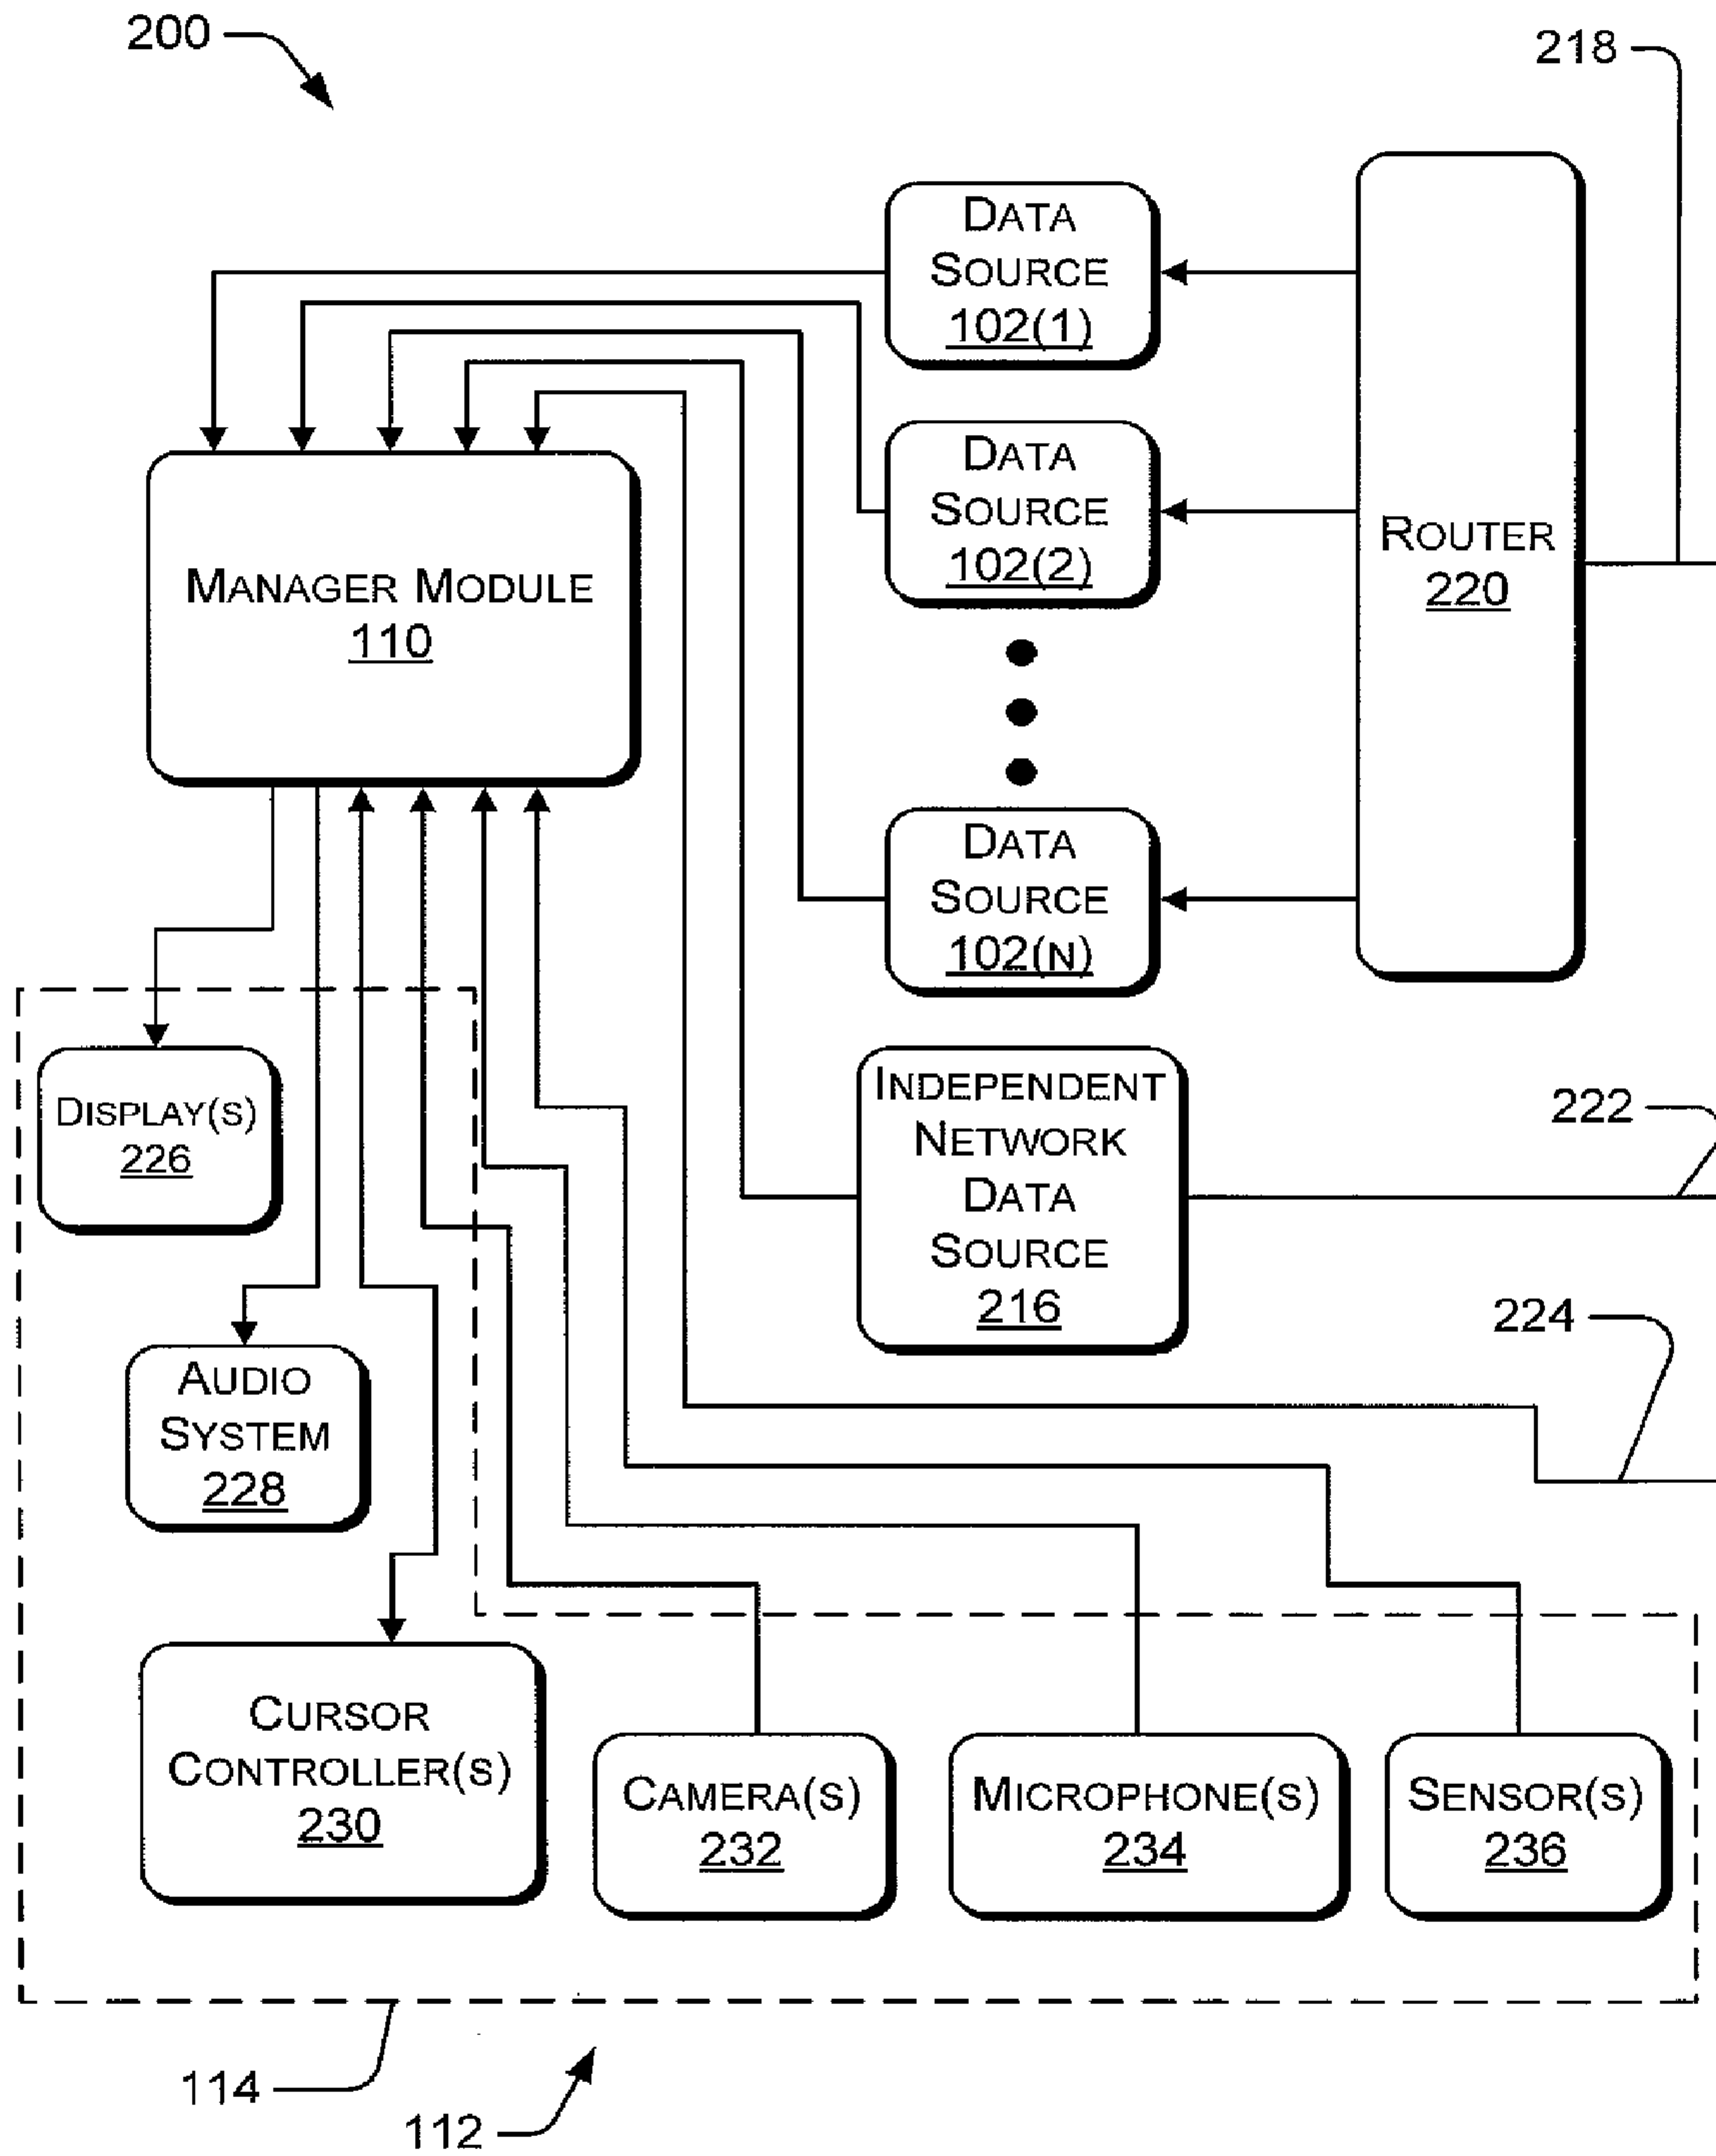 200
218
DATA
SOURCE
102(1)
DATA
SOURCE
102(2)
ROUTER
220
MANAGER MODULE
110
DATA
SOURCE
102(N)
DISPLAY(S)
226
INDEPENDENT
NETWORK
DATA
SOURCE
216
222
224
AUDIO
SYSTEM
228
CURSOR
CONTROLLER(S)
230
CAMERA(S)
232
MICROPHONE(S)
234
SENSOR(S)
236
114
112